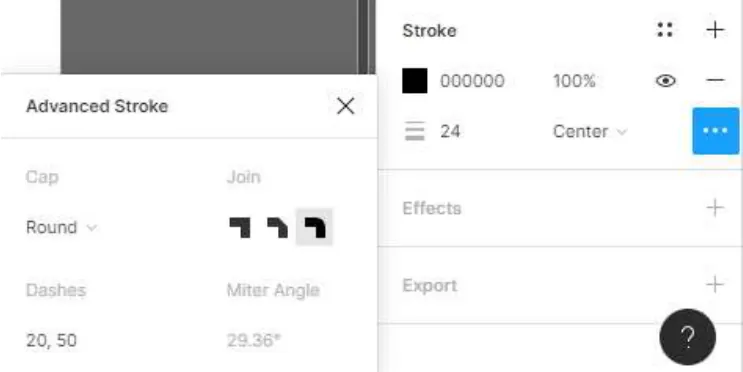 Stroke
000000 100%
24 Center
Effects
Export
Advanced Stroke
Cap Join
Round
Dashes Miter Angle
20, 50 29.36°
?